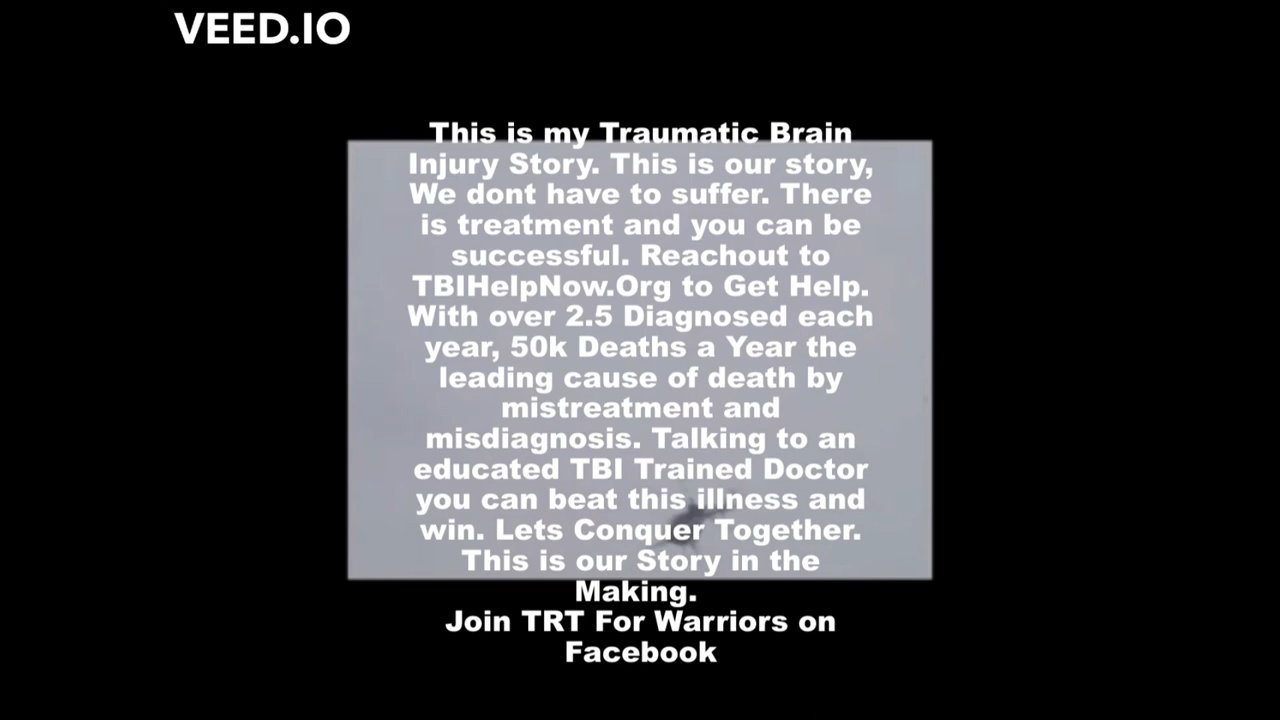 VEED.IO
This is my Traumatic Brain
Injury Story. This is our story,
We dont have to suffer. There
is treatment and you can be
successful. Reachout to
TBIHelpNow.Org to Get Help.
With over 2.5 Diagnosed each
year, 50k Deaths a Year the
leading cause of death by
mistreatment and
misdiagnosis. Talking to an
educated TBI Trained Doctor
you can beat this illness and
win. Lets Conquer Together.
This is our Story in the
Making.
Join TRT For Warriors on
Facebook